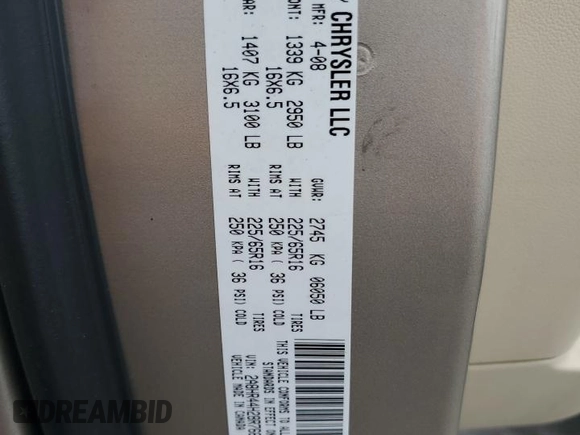 Y CHRYSLER LLC
MFR: 4-08 GVWR: 2745 KG 06050 LB
ONT: 1339 KG 2950 LB WITH 225/65R16 TIRES
16X6.5 RIMS AT 250 KPA ( 36 PSI) COLD
AR: 1407 KG 3100 LB WITH 225/65R16 TIRES
16X6.5 RIMS AT 250 KPA ( 36 PSI) COLD
THIS VEHICLE CONFORMS TO ALL
STANDARDS IN EFFECT
VIN:
VEHICLE MADE IN CANADA
DREAMBID